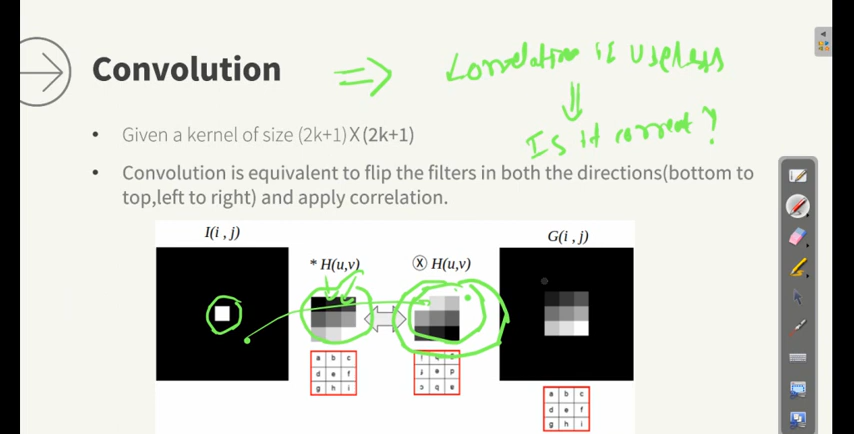 Convolution
⇒ Correlation is useless
⇓
Is it correct?
• Given a kernel of size (2k+1)X(2k+1)
• Convolution is equivalent to flip the filters in both the directions(bottom to
top,left to right) and apply correlation.
I(i , j)
* H(u,v)
ⓧ H(u,v)
G(i , j)
a b c
d e f
g h i
a b c
d e f
g h i